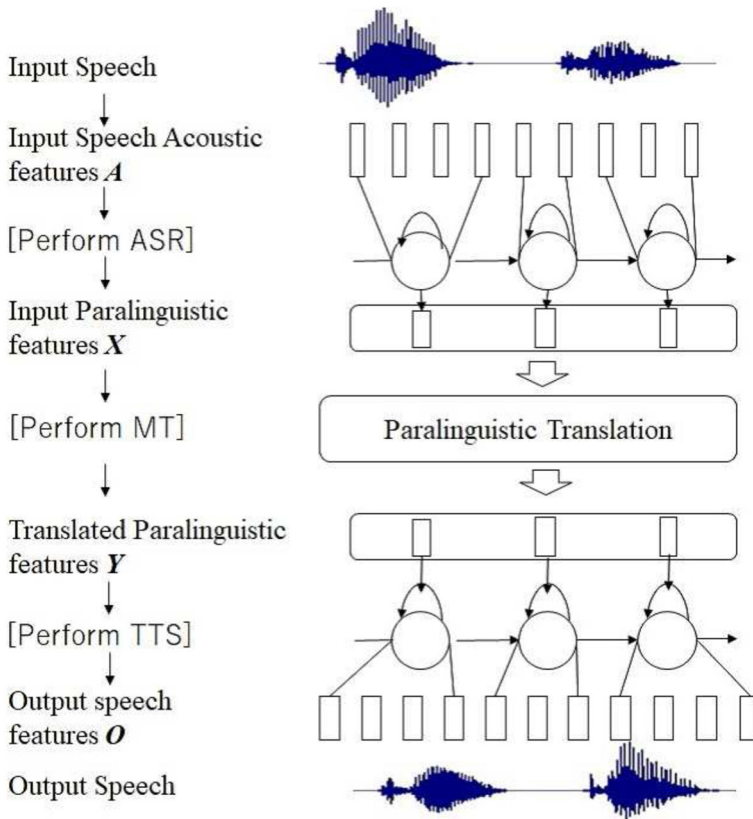 Input Speech
Input Speech Acoustic
features A
[Perform ASR]
Input Paralinguistic
features X
[Perform MT]
Paralinguistic Translation
Translated Paralinguistic
features Y
[Perform TTS]
Output speech
features O
Output Speech